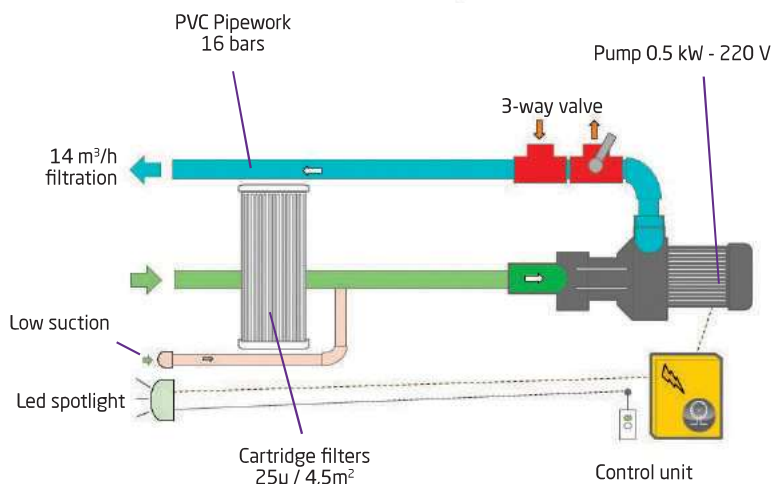 PVC Pipework
16 bars
Pump 0.5 kW - 220 V
3-way valve
14 m³/h
filtration
Low suction
Led spotlight
Cartridge filters
25µ / 4,5m²
Control unit